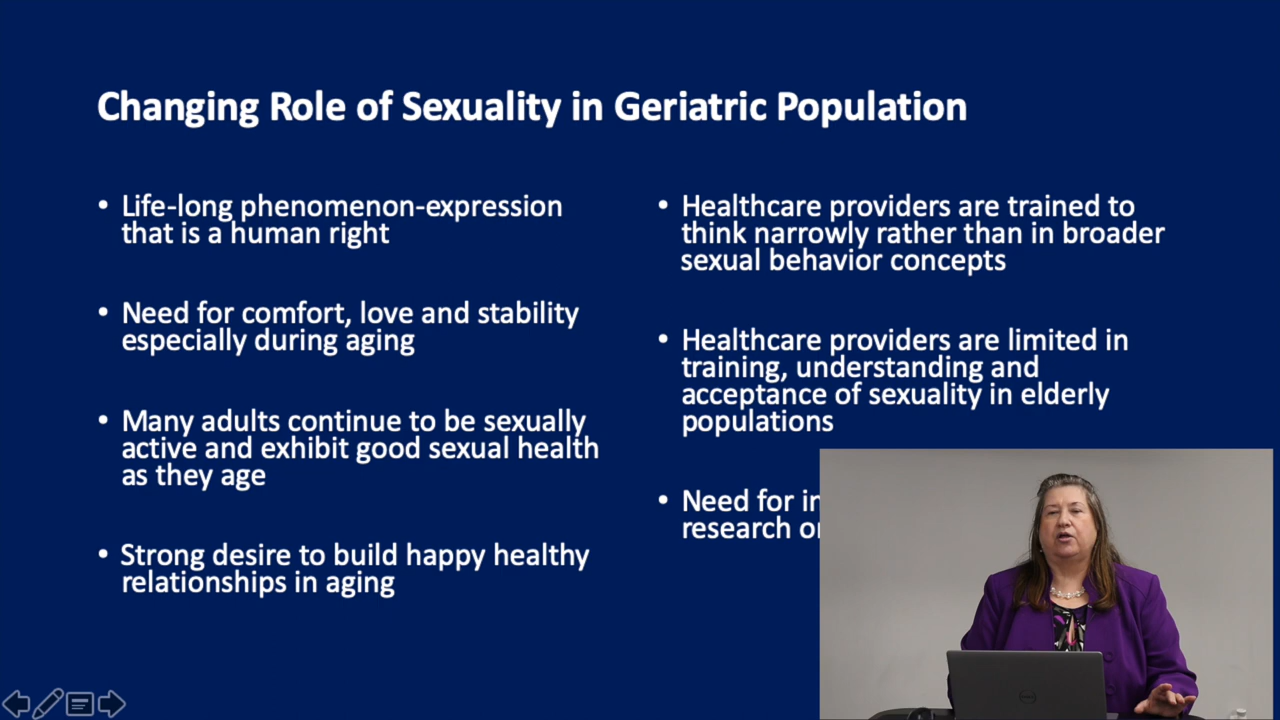 Changing Role of Sexuality in Geriatric Population
• Life-long phenomenon-expression
that is a human right
• Need for comfort, love and stability
especially during aging
• Many adults continue to be sexually
active and exhibit good sexual health
as they age
• Strong desire to build happy healthy
relationships in aging
• Healthcare providers are trained to
think narrowly rather than in broader
sexual behavior concepts
• Healthcare providers are limited in
training, understanding and
acceptance of sexuality in elderly
populations
• Need for
research